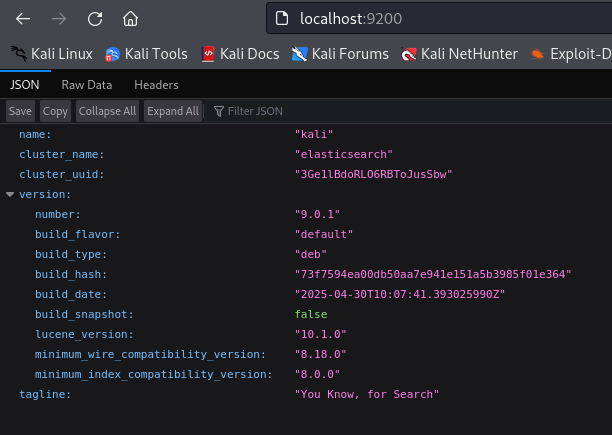 localhost:9200
Kali Linux Kali Tools Kali Docs Kali Forums Kali NetHunter Exploit-D
JSON Raw Data Headers
Save Copy Collapse All Expand All Filter JSON
name: "kali"
cluster_name: "elasticsearch"
cluster_uuid: "3Ge1lBdoRLO6RBToJusSbw"
version:
number: "9.0.1"
build_flavor: "default"
build_type: "deb"
build_hash: "73f7594ea00db50aa7e941e151a5b3985f01e364"
build_date: "2025-04-30T10:07:41.393025990Z"
build_snapshot: false
lucene_version: "10.1.0"
minimum_wire_compatibility_version: "8.18.0"
minimum_index_compatibility_version: "8.0.0"
tagline: "You Know, for Search"